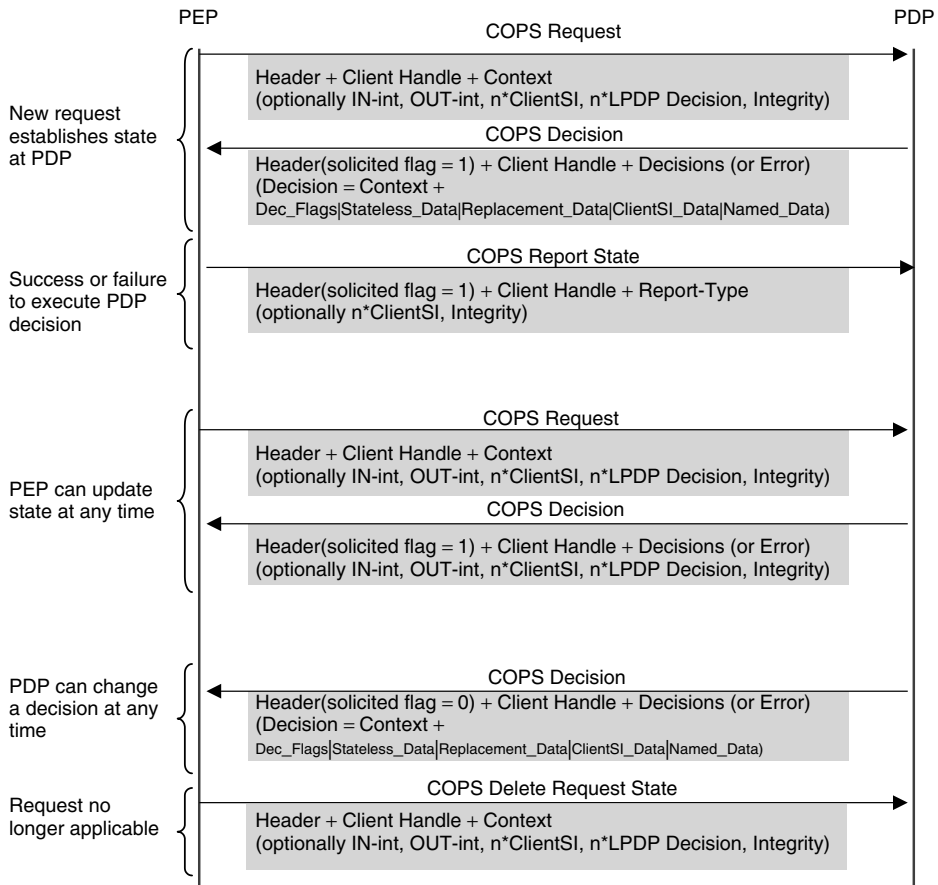 PEP
PDP
COPS Request
Header + Client Handle + Context
(optionally IN-int, OUT-int, n*ClientSI, n*LPDP Decision, Integrity)
New request
establishes state
at PDP
COPS Decision
Header(solicited flag = 1) + Client Handle + Decisions (or Error)
(Decision = Context +
Dec_Flags|Stateless_Data|Replacement_Data|ClientSI_Data|Named_Data)
Success or failure
to execute PDP
decision
COPS Report State
Header(solicited flag = 1) + Client Handle + Report-Type
(optionally n*ClientSI, Integrity)
COPS Request
Header + Client Handle + Context
(optionally IN-int, OUT-int, n*ClientSI, n*LPDP Decision, Integrity)
PEP can update
state at any time
COPS Decision
Header(solicited flag = 1) + Client Handle + Decisions (or Error)
(optionally IN-int, OUT-int, n*ClientSI, n*LPDP Decision, Integrity)
PDP can change
a decision at any
time
COPS Decision
Header(solicited flag = 0) + Client Handle + Decisions (or Error)
(Decision = Context +
Dec_Flags|Stateless_Data|Replacement_Data|ClientSI_Data|Named_Data)
Request no
longer applicable
COPS Delete Request State
Header + Client Handle + Context
(optionally IN-int, OUT-int, n*ClientSI, n*LPDP Decision, Integrity)